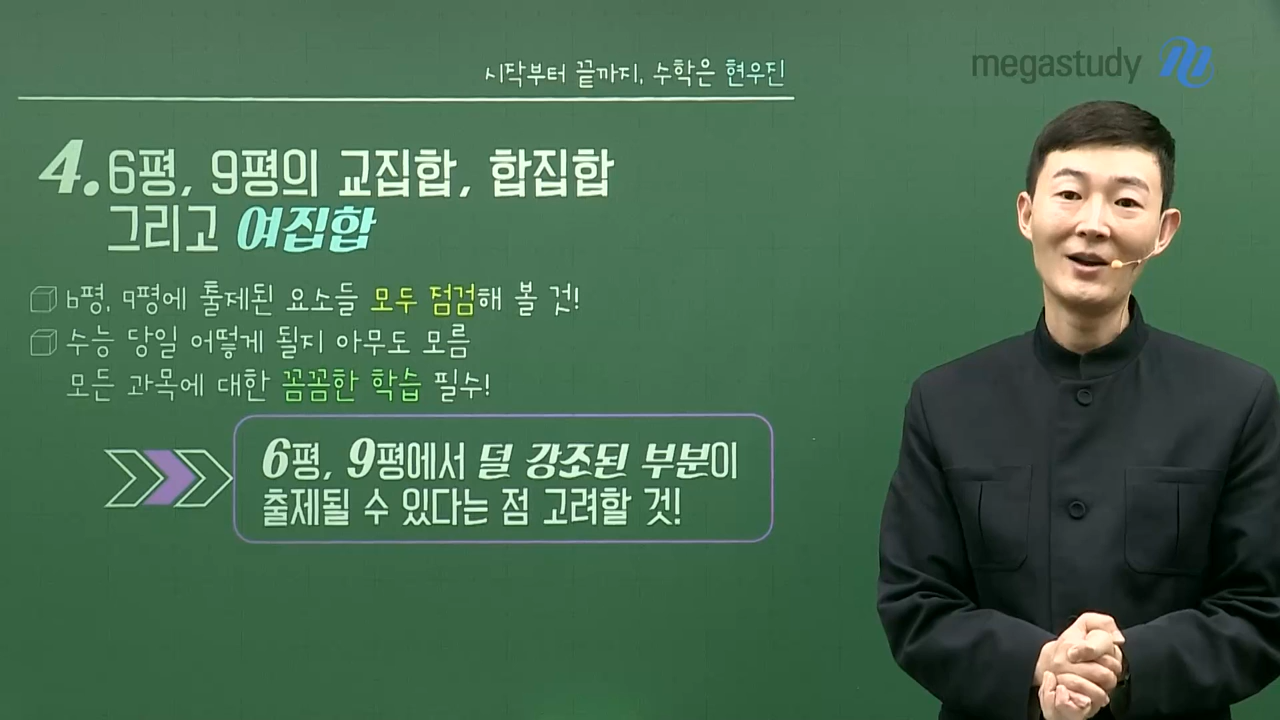 시작부터 끝까지, 수학은 현우진
megastudy
4. 6평, 9평의 교집합, 합집합
그리고 여집합
6평, 9평에 출제된 요소들 모두 점검해 볼 것!
수능 당일 어떻게 될지 아무도 모름
모든 과목에 대한 꼼꼼한 학습 필수!
6평, 9평에서 덜 강조된 부분이
출제될 수 있다는 점 고려할 것!